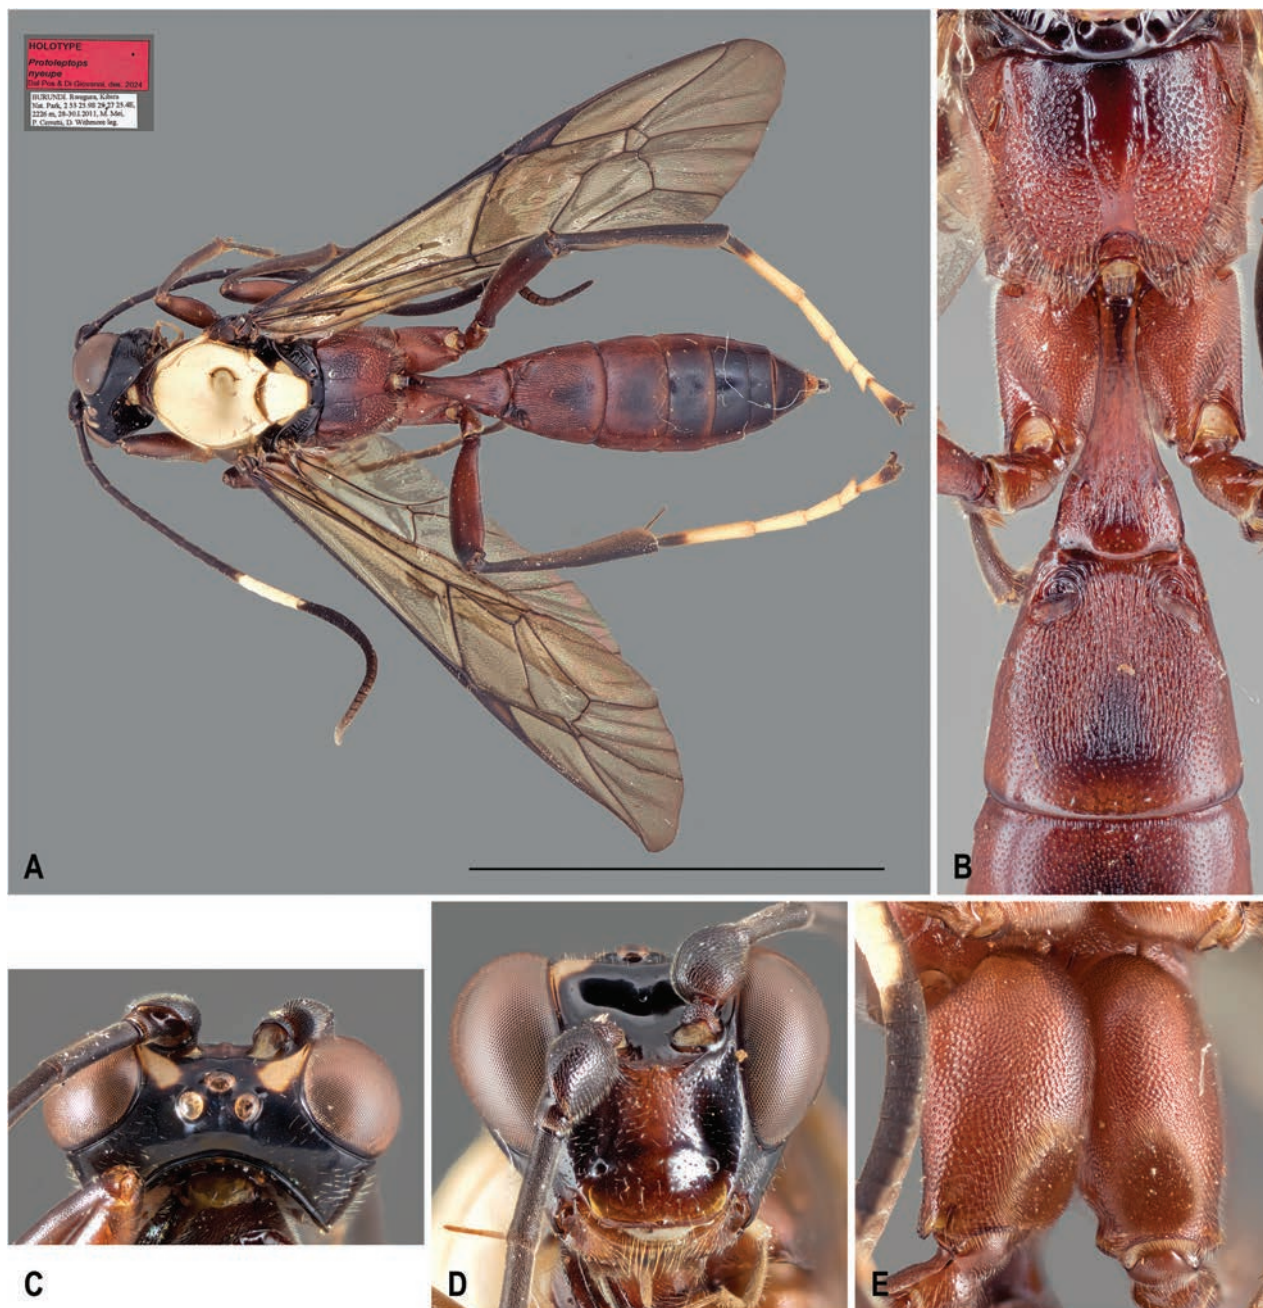 HOLOTYPE
Protoleptops
nyeupe
Dal Pos & Di Giovanni, des. 2024
BURUNDI, Rwegura, Kibira
Nat. Park, 2 53 25.9S 29 27 25.4E,
2226 m, 28-30.I.2011, M. Mei,
P. Cerretti, D. Withmore leg.
A
B
C
D
E